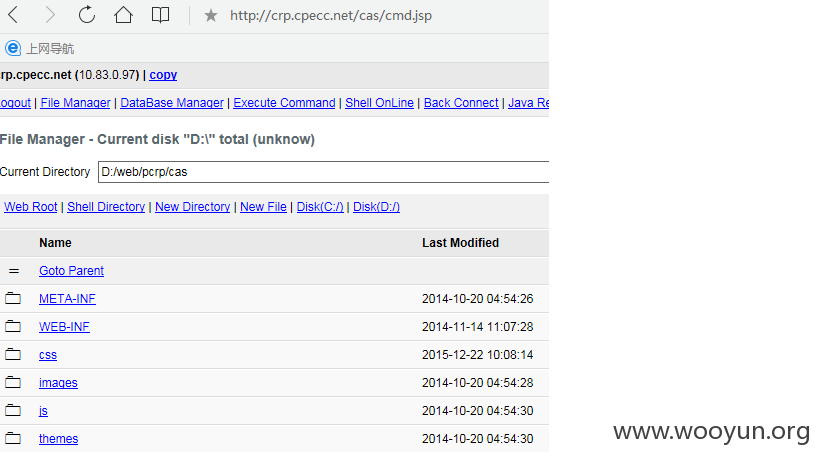 http://crp.cpecc.net/cas/cmd.jsp
上网导航
rp.cpecc.net (10.83.0.97) | copy
ogout | File Manager | DataBase Manager | Execute Command | Shell OnLine | Back Connect | Java Re
File Manager - Current disk "D:\" total (unknow)
Current Directory D:/web/pcrp/cas
Web Root | Shell Directory | New Directory | New File | Disk(C:/) | Disk(D:/)
Name Last Modified
= Goto Parent
META-INF 2014-10-20 04:54:26
WEB-INF 2014-11-14 11:07:28
css 2015-12-22 10:08:14
images 2014-10-20 04:54:28
js 2014-10-20 04:54:30
themes 2014-10-20 04:54:30
www.wooyun.org